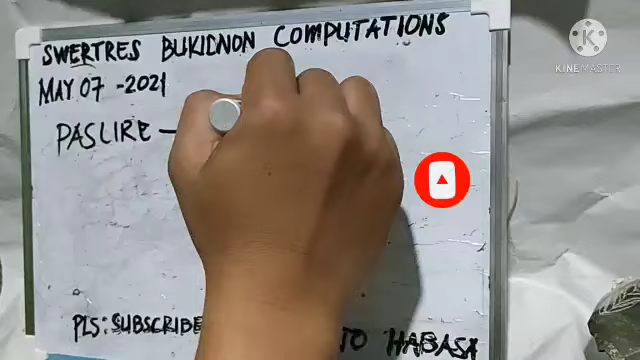 SWERTRES BUKIDNON COMPUTATIONS
MAY 07 -2021
PASLIRE —
PLS: SUBSCRIBE TO HABASA
KINEMASTER